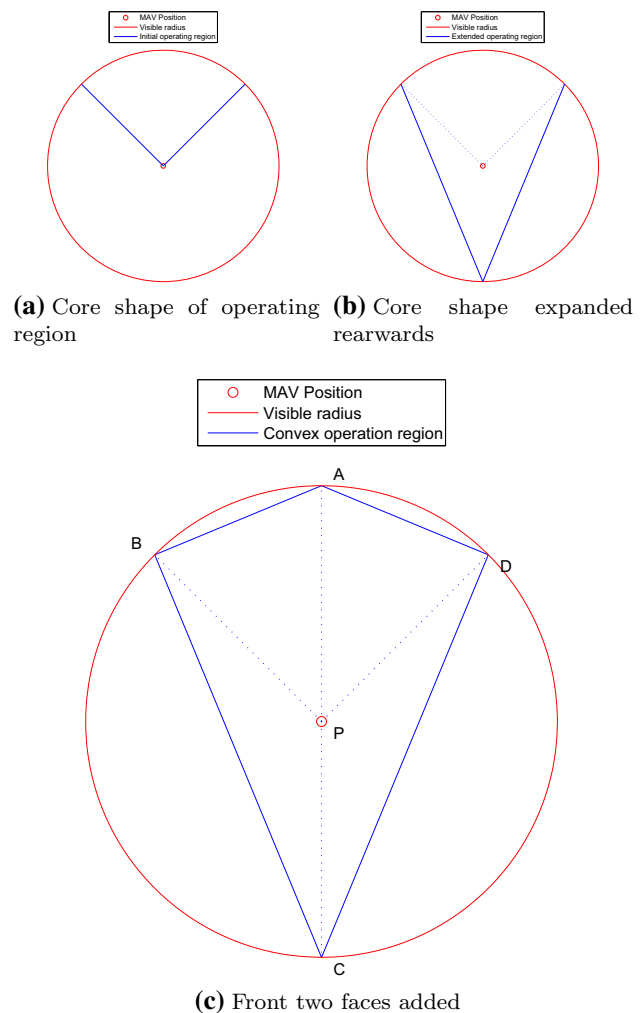 MAV Position
Visible radius
Initial operating region
MAV Position
Visible radius
Extended operating region
(a) Core shape of operating region
(b) Core shape expanded rearwards
MAV Position
Visible radius
Convex operation region
A
B
D
P
C
(c) Front two faces added